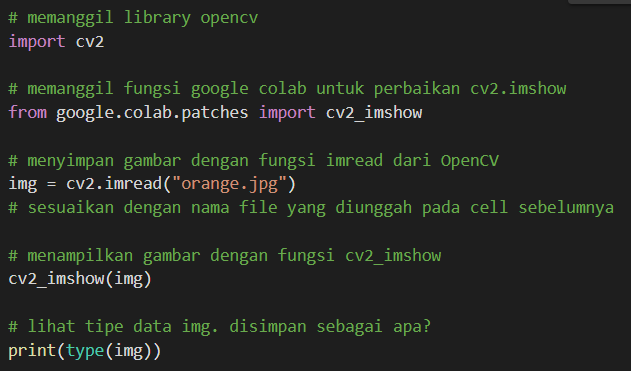 # memanggil library opencv
import cv2
# memanggil fungsi google colab untuk perbaikan cv2.imshow
from google.colab.patches import cv2_imshow
# menyimpan gambar dengan fungsi imread dari OpenCV
img = cv2.imread("orange.jpg")
# sesuaikan dengan nama file yang diunggah pada cell sebelumnya
# menampilkan gambar dengan fungsi cv2_imshow
cv2_imshow(img)
# lihat tipe data img. disimpan sebagai apa?
print(type(img))